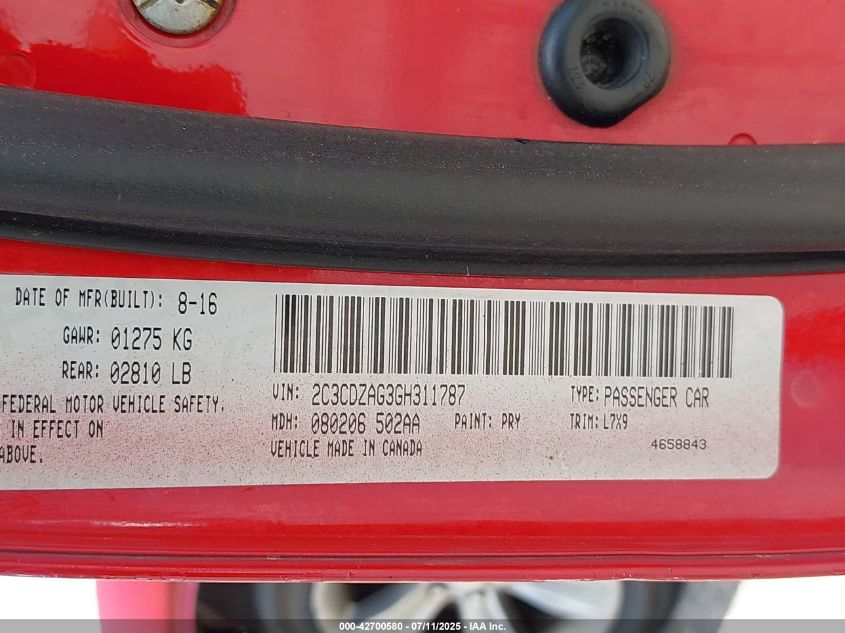 DATE OF MFR(BUILT): 8-16
GAWR: 01275 KG
REAR: 02810 LB
FEDERAL MOTOR VEHICLE SAFETY,
IN EFFECT ON
ABOVE.
VIN: 2C3CDZAG3GH311787 TYPE: PASSENGER CAR
MDH: 080206 502AA PAINT: PRY TRIM: L7X9
VEHICLE MADE IN CANADA 4658843
000-42700580 - 07/11/2025 - IAA Inc.